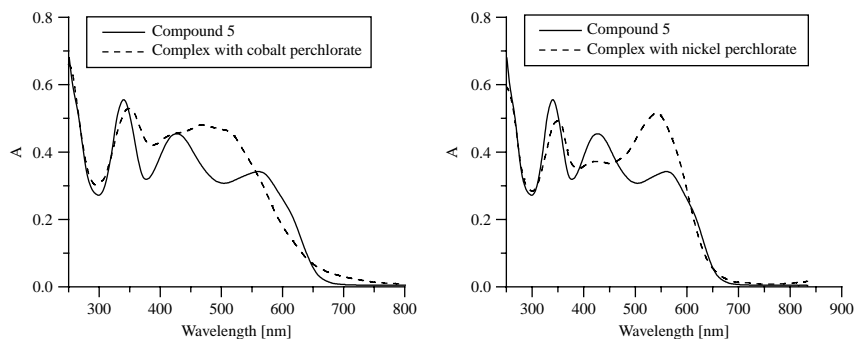 0.8
Compound 5
Complex with cobalt perchlorate
0.6
A
0.4
0.2
0.0
300 400 500 600 700 800
Wavelength [nm]
0.8
Compound 5
Complex with nickel perchlorate
0.6
A
0.4
0.2
0.0
300 400 500 600 700 800 900
Wavelength [nm]